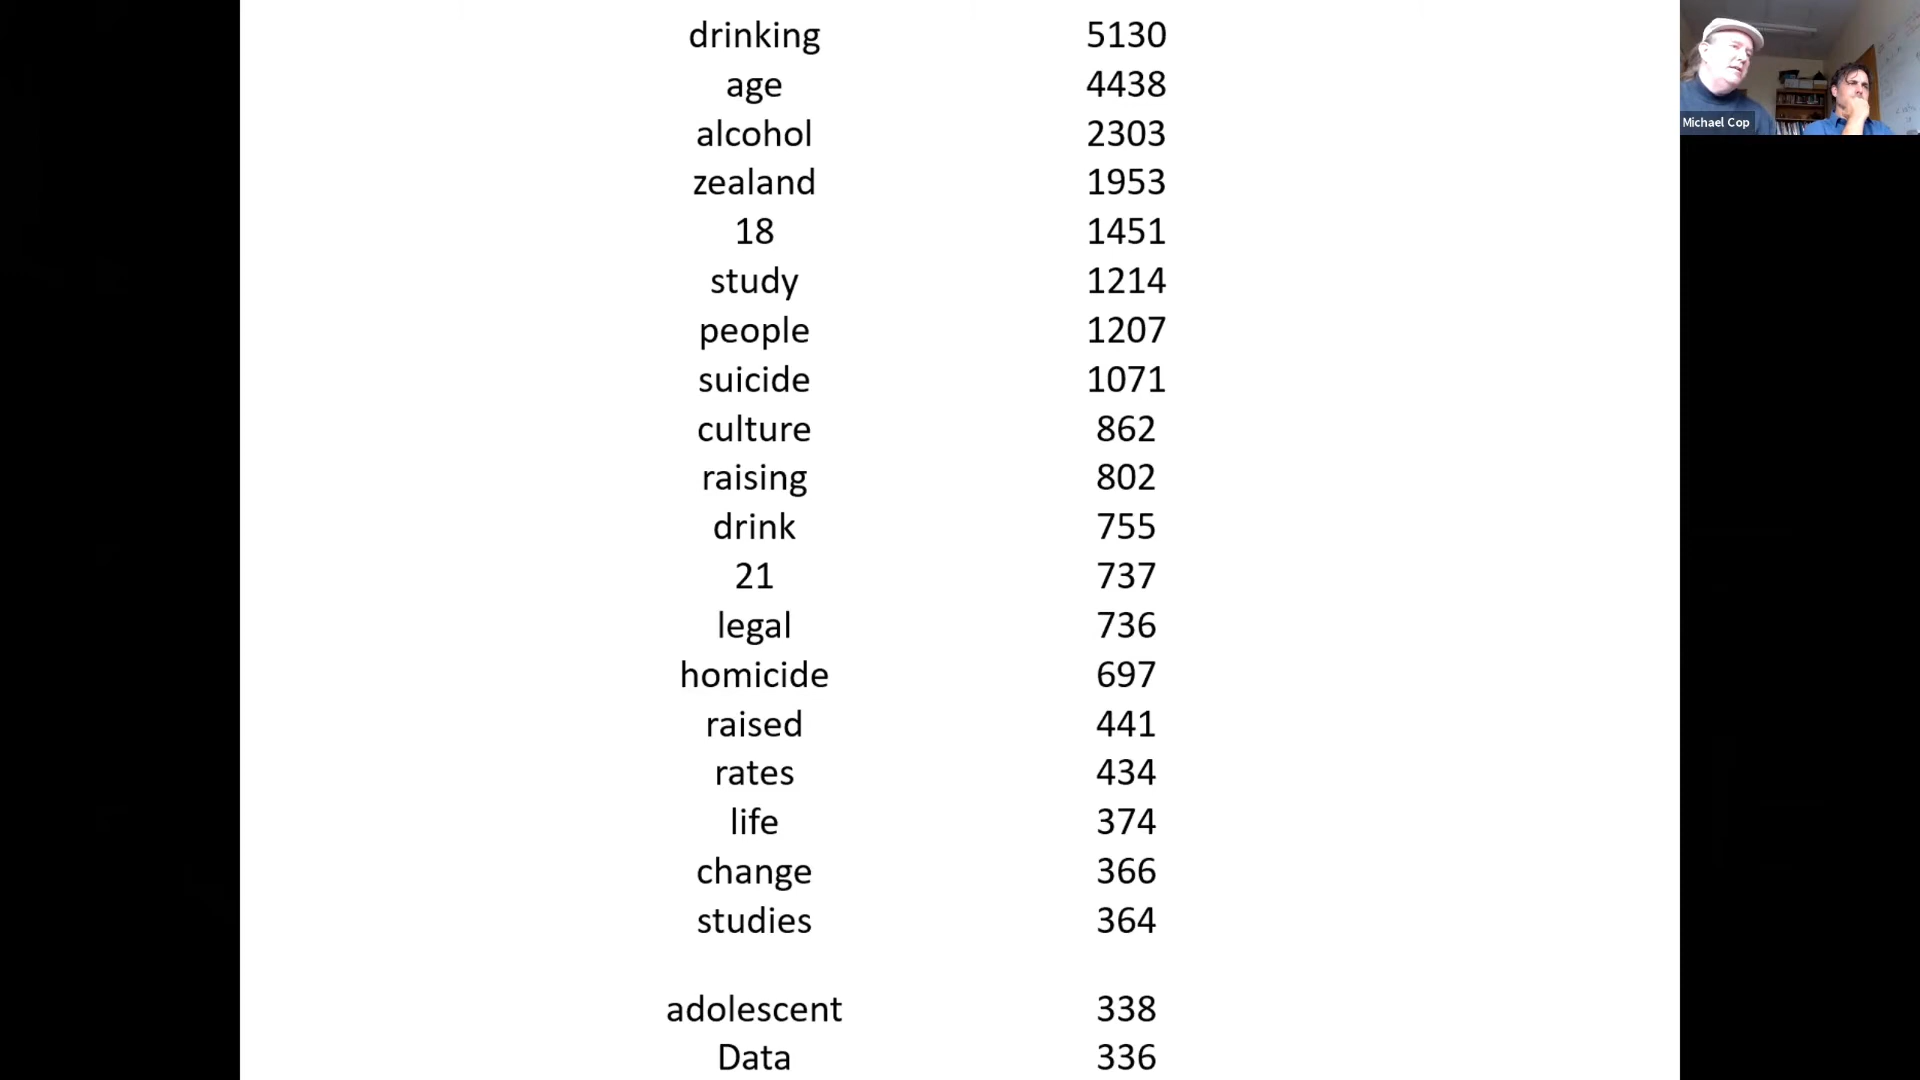 drinking 5130
age 4438
alcohol 2303
zealand 1953
18 1451
study 1214
people 1207
suicide 1071
culture 862
raising 802
drink 755
21 737
legal 736
homicide 697
raised 441
rates 434
life 374
change 366
studies 364
adolescent 338
Data 336
Michael Cop